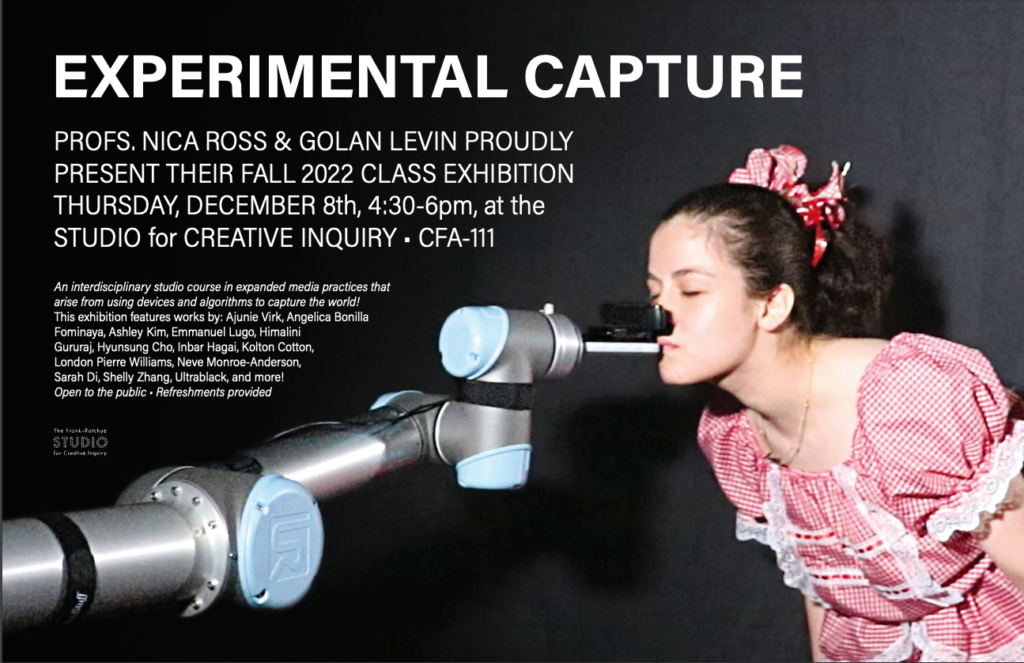 EXPERIMENTAL CAPTURE
PROFS. NICA ROSS & GOLAN LEVIN PROUDLY
PRESENT THEIR FALL 2022 CLASS EXHIBITION
THURSDAY, DECEMBER 8th, 4:30-6pm, at the
STUDIO for CREATIVE INQUIRY • CFA-111
An interdisciplinary studio course in expanded media practices that
arise from using devices and algorithms to capture the world!
This exhibition features works by: Ajunie Virk, Angelica Bonilla
Fominaya, Ashley Kim, Emmanuel Lugo, Himalini
Gururaj, Hyunsung Cho, Inbar Hagai, Kolton Cotton,
London Pierre Williams, Neve Monroe-Anderson,
Sarah Di, Shelly Zhang, Ultrablack, and more!
Open to the public • Refreshments provided
The Frank-Ratchye
STUDIO
for Creative Inquiry
UR